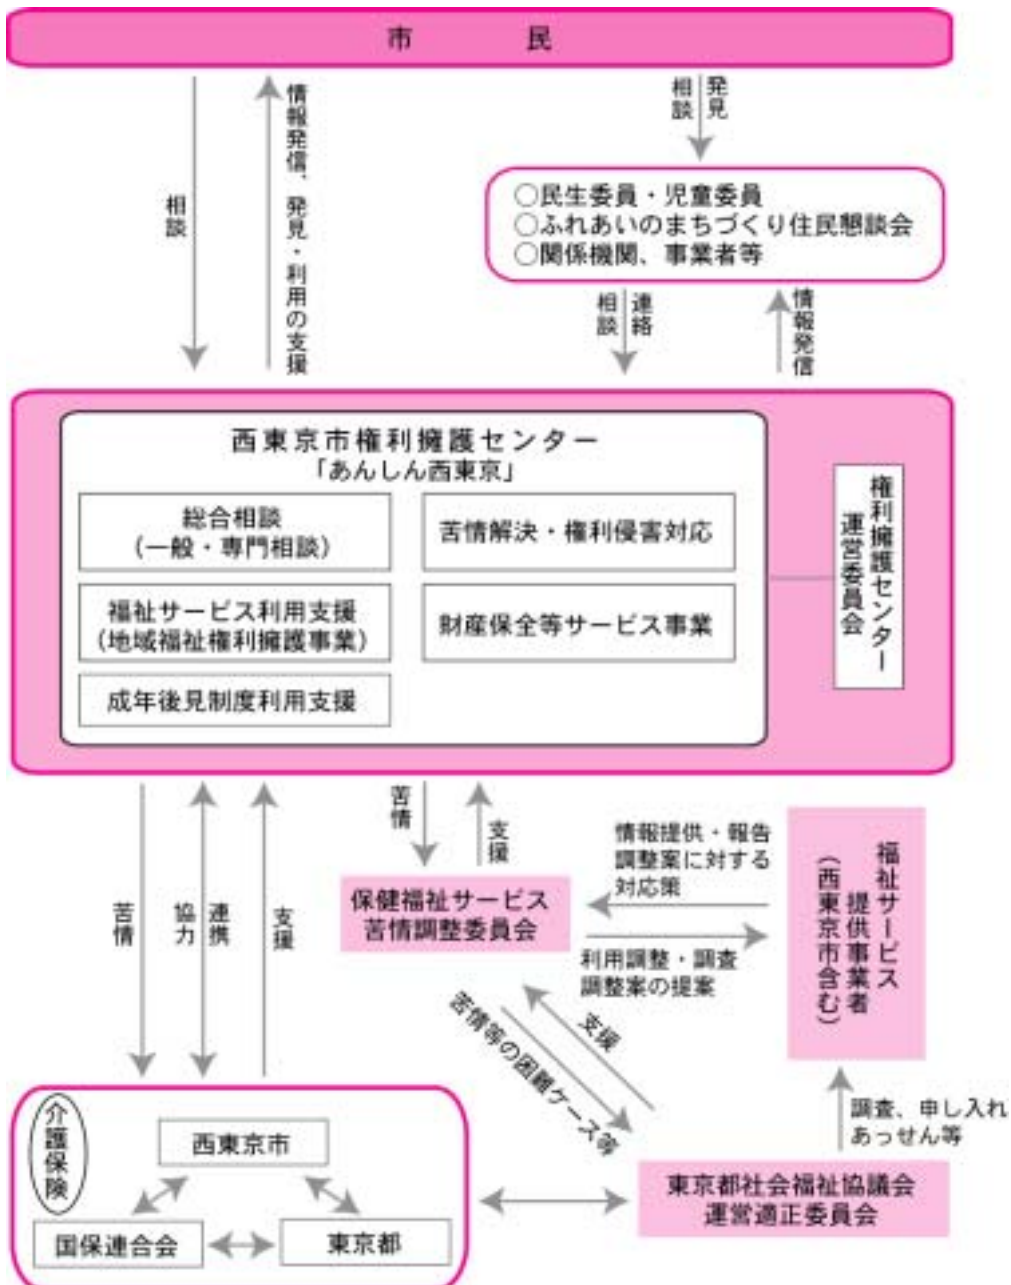 市　　民
相談
情報発信、発見・利用の支援
発見
相談
○民生委員・児童委員
○ふれあいのまちづくり住民懇談会
○関係機関、事業者等
連絡
相談
情報発信
西東京市権利擁護センター
「あんしん西東京」
総合相談
（一般・専門相談）
苦情解決・権利侵害対応
福祉サービス利用支援
（地域福祉権利擁護事業）
財産保全等サービス事業
成年後見制度利用支援
権利擁護センター
運営委員会
苦情
連携
協力
支援
苦情
支援
保健福祉サービス
苦情調整委員会
情報提供・報告
調整案に対する
対応策
利用調整・調査
調整案の提案
福祉サービス
提供事業者
（西東京市含む）
支援
苦情等の困難ケース等
調査、申し入れ
あっせん等
介護保険
西東京市
国保連合会
東京都
東京都社会福祉協議会
運営適正委員会